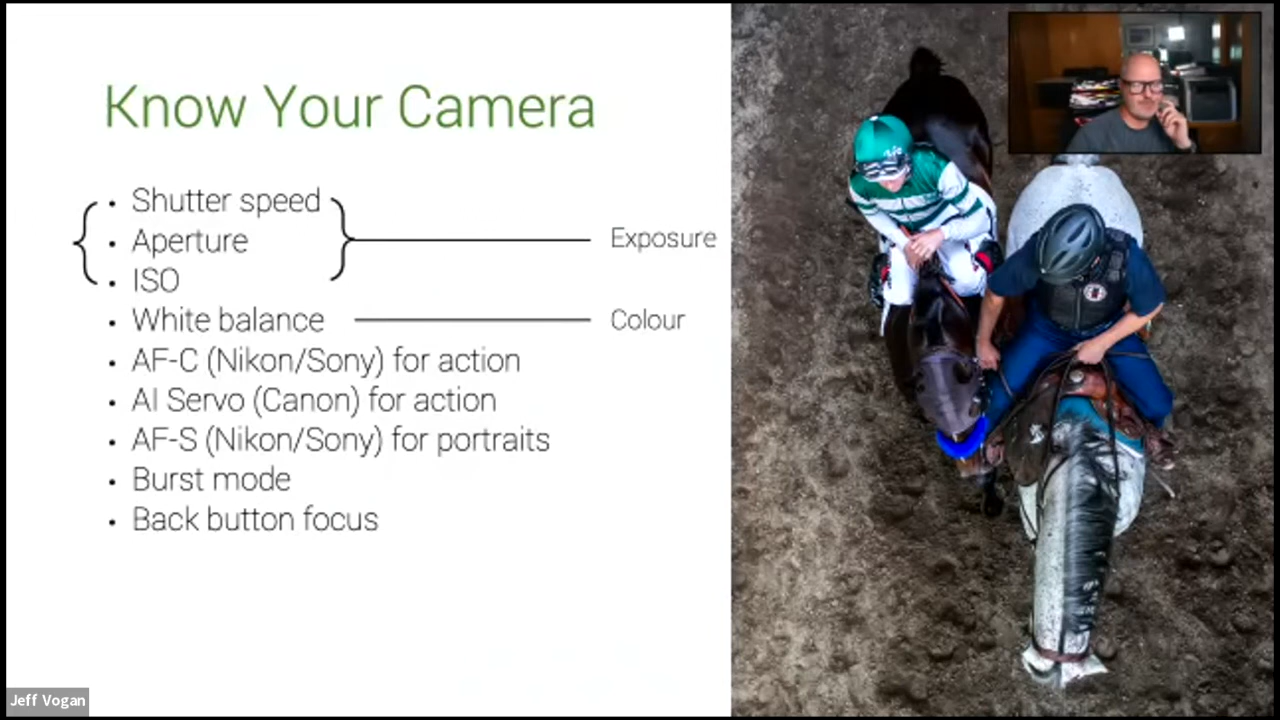 Know Your Camera
• Shutter speed
• Aperture
• ISO
Exposure
• White balance
Colour
• AF-C (Nikon/Sony) for action
• AI Servo (Canon) for action
• AF-S (Nikon/Sony) for portraits
• Burst mode
• Back button focus
Jeff Vogan